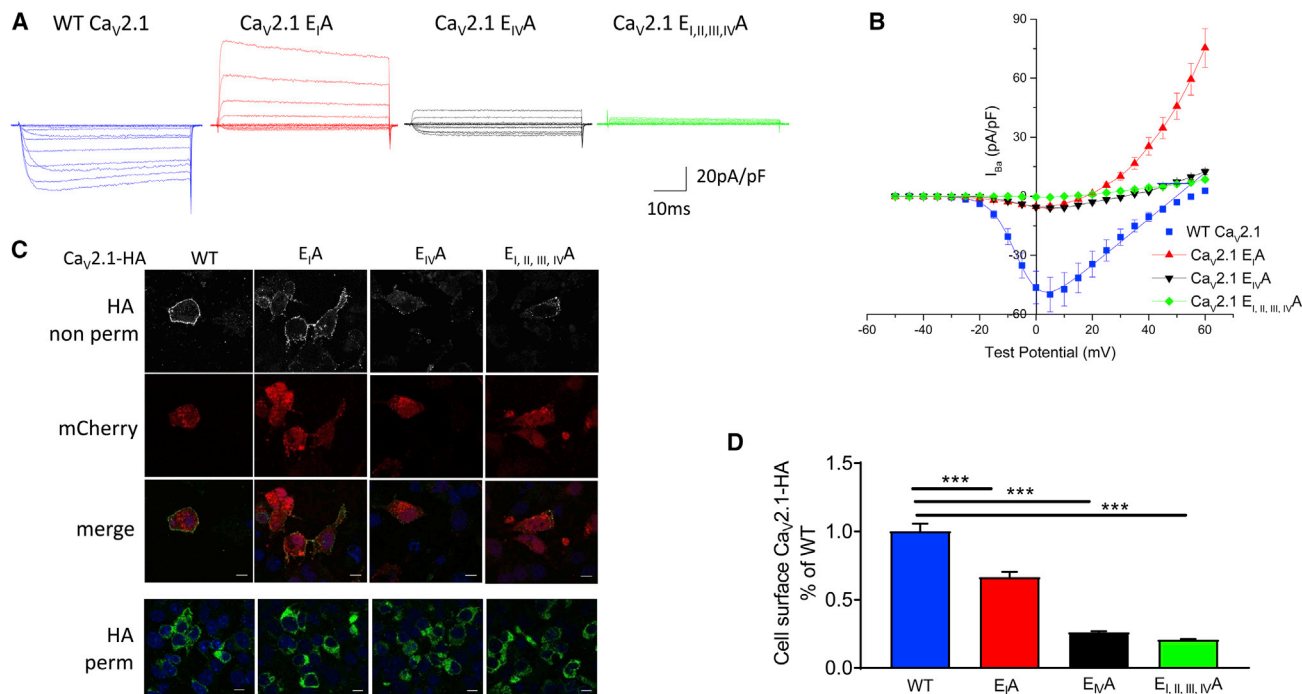 A
WT CaV2.1
CaV2.1 EIA
CaV2.1 EIVA
CaV2.1 EI,II,III,IVA
20pA/pF
10ms
B
90
60
30
0
-30
-60
IBa (pA/pF)
-60 -40 -20 0 20 40 60
Test Potential (mV)
WT CaV2.1
CaV2.1 EIA
CaV2.1 EIVA
CaV2.1 EI, II, III, IVA
C
CaV2.1-HA
WT
EIA
EIVA
EI, II, III, IVA
HA
non perm
mCherry
merge
HA
perm
D
Cell surface CaV2.1-HA
% of WT
1.5
1.0
0.5
0.0
***
***
***
WT
EIA
EIVA
EI, II, III, IVA